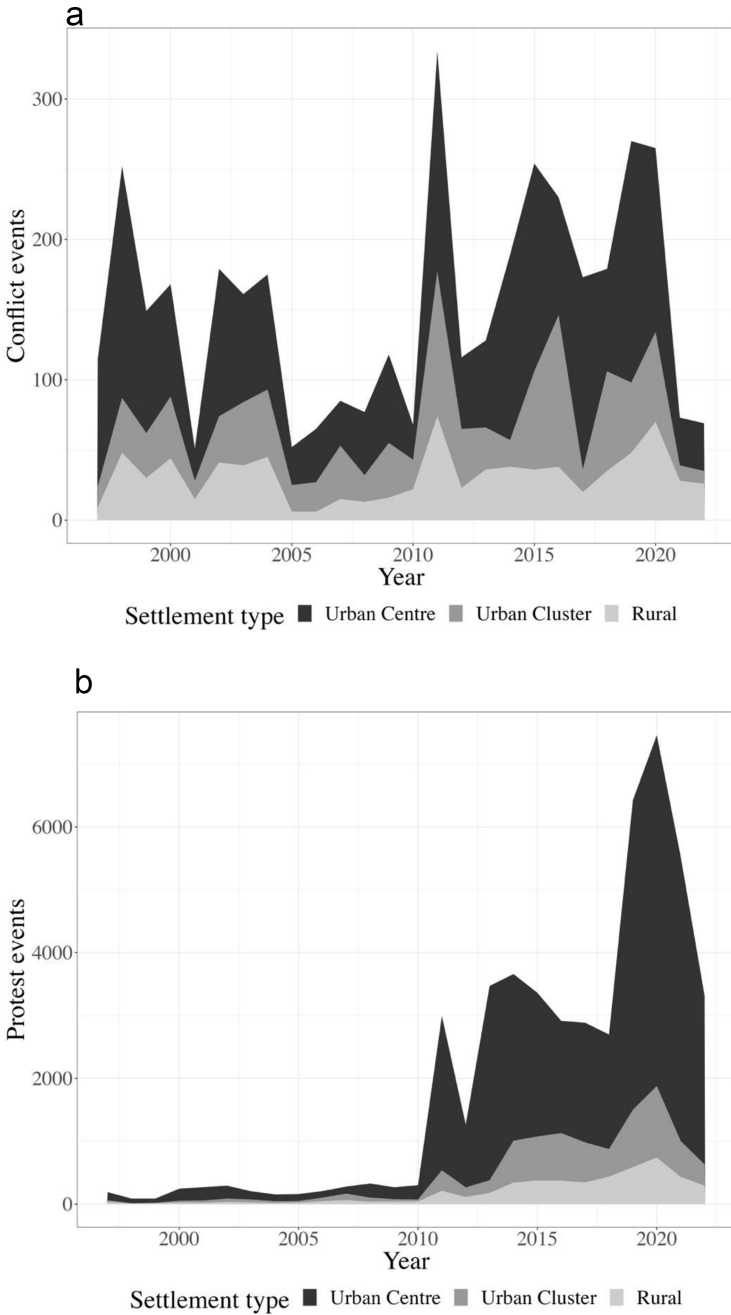 a
300
200
100
0
Conflict events
2000 2005 2010 2015 2020
Year
Settlement type Urban Centre Urban Cluster Rural
b
6000
4000
2000
0
Protest events
2000 2005 2010 2015 2020
Year
Settlement type Urban Centre Urban Cluster Rural